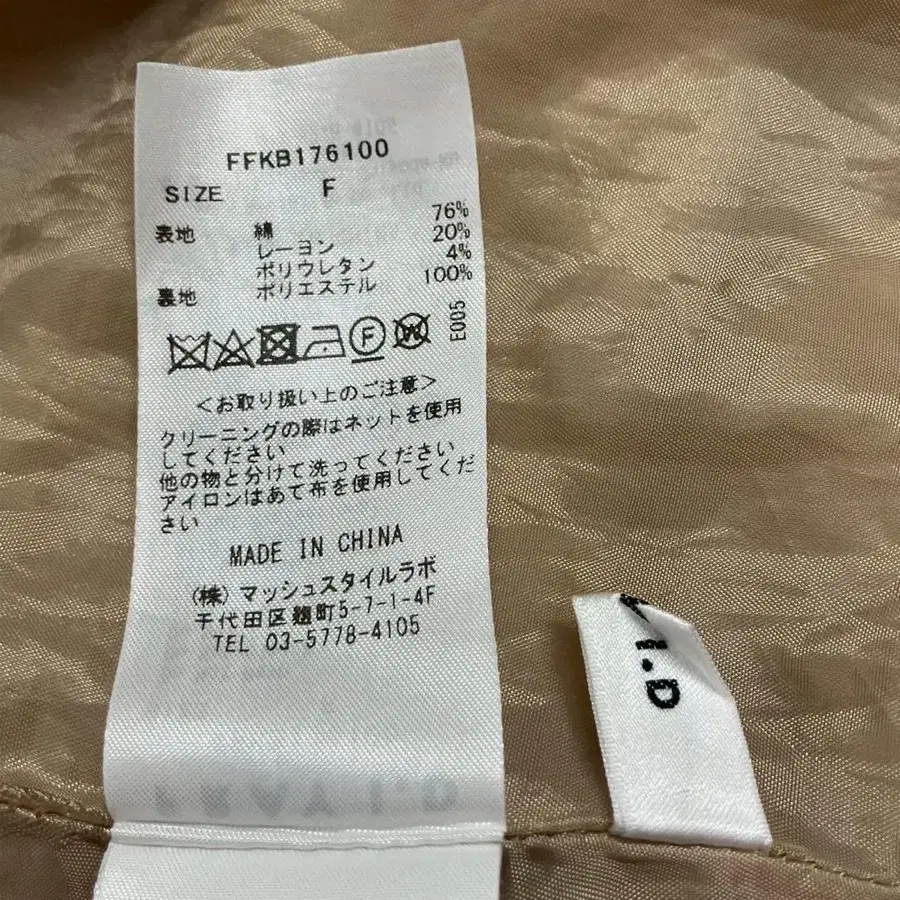 FFKB176100
SIZE F
表地 綿 76%
レーヨン 20%
ポリウレタン 4%
裏地 ポリエステル 100%
F
W
E005
<お取り扱い上のご注意>
クリーニングの際はネットを使用
してください
他の物と分けて洗ってください
アイロンはあて布を使用してくだ
さい
MADE IN CHINA
(株)マッシュスタイルラボ
千代田区麹町5-7-1-4F
TEL 03-5778-4105
I.D